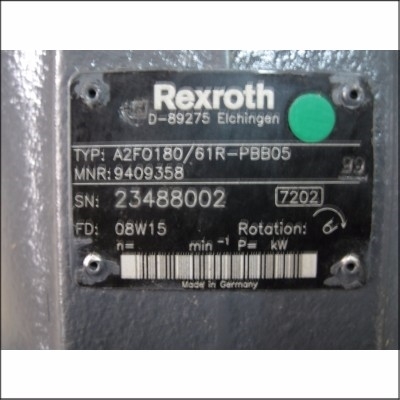 Rexroth
D-89275 Elchingen
TYP: A2FO180/61R-PBB05
MNR: 9409358
99
SN: 23488002
7202
FD: 08W15
Rotation:
n= min⁻¹ P= kW
Made in Germany